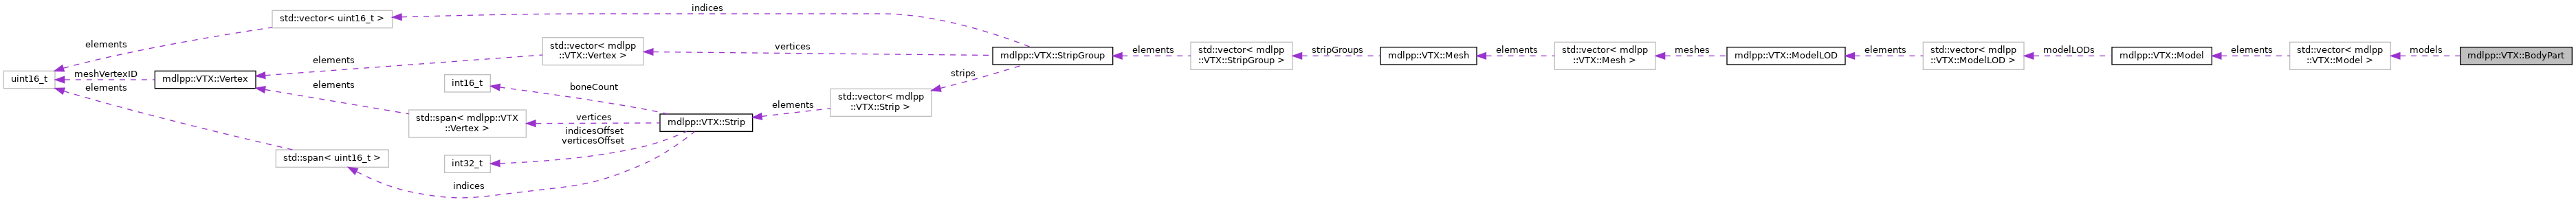 indices
std::vector< uint16_t >
elements
std::vector< mdlpp
::VTX::Vertex >
vertices
mdlpp::VTX::StripGroup
elements
std::vector< mdlpp
::VTX::StripGroup >
stripGroups
mdlpp::VTX::Mesh
elements
std::vector< mdlpp
::VTX::Mesh >
meshes
mdlpp::VTX::ModelLOD
elements
std::vector< mdlpp
::VTX::ModelLOD >
modelLODs
mdlpp::VTX::Model
elements
std::vector< mdlpp
::VTX::Model >
models
mdlpp::VTX::BodyPart
elements
uint16_t
meshVertexID
mdlpp::VTX::Vertex
elements
elements
int16_t
boneCount
strips
std::vector< mdlpp
::VTX::Strip >
elements
std::span< mdlpp::VTX
::Vertex >
vertices
mdlpp::VTX::Strip
indicesOffset
verticesOffset
std::span< uint16_t >
int32_t
indices